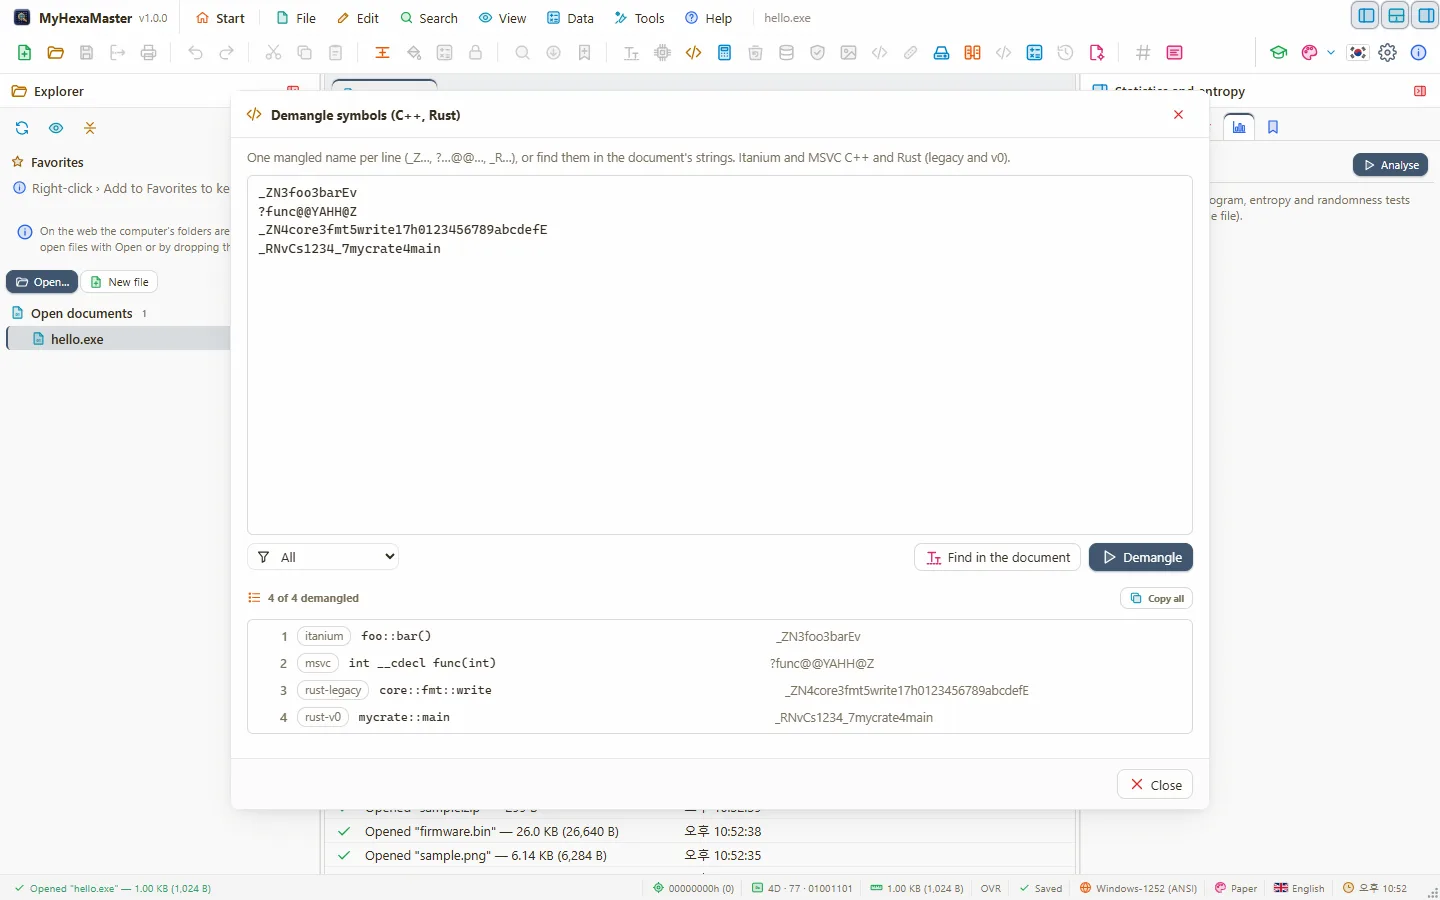 MyHexaMaster v1.0.0 Start File Edit Search View Data Tools Help hello.exe
Explorer
Statistics and entropy
Favorites
Right-click › Add to Favorites to ke
On the web the computer's folders are
open files with Open or by dropping th
Open... New file
Open documents 1
hello.exe
Demangle symbols (C++, Rust)
One mangled name per line (_Z..., ?...@@..., _R...), or find them in the document's strings. Itanium and MSVC C++ and Rust (legacy and v0).
_ZN3foo3barEv
?func@@YAHH@Z
_ZN4core3fmt5write17h0123456789abcdefE
_RNvCs1234_7mycrate4main
All Find in the document Demangle
4 of 4 demangled Copy all
1 itanium foo::bar() _ZN3foo3barEv
2 msvc int __cdecl func(int) ?func@@YAHH@Z
3 rust-legacy core::fmt::write _ZN4core3fmt5write17h0123456789abcdefE
4 rust-v0 mycrate::main _RNvCs1234_7mycrate4main
Close
Analyse
ogram, entropy and randomness tests
e file).
Opened "firmware.bin" — 26.0 KB (26,640 B) 오후 10:52:38
Opened "sample.png" — 6.14 KB (6,284 B) 오후 10:52:35
Opened "hello.exe" — 1.00 KB (1,024 B) 00000000h (0) 4D · 77 · 01001101 1.00 KB (1,024 B) OVR Saved Windows-1252 (ANSI) Paper English 오후 10:52